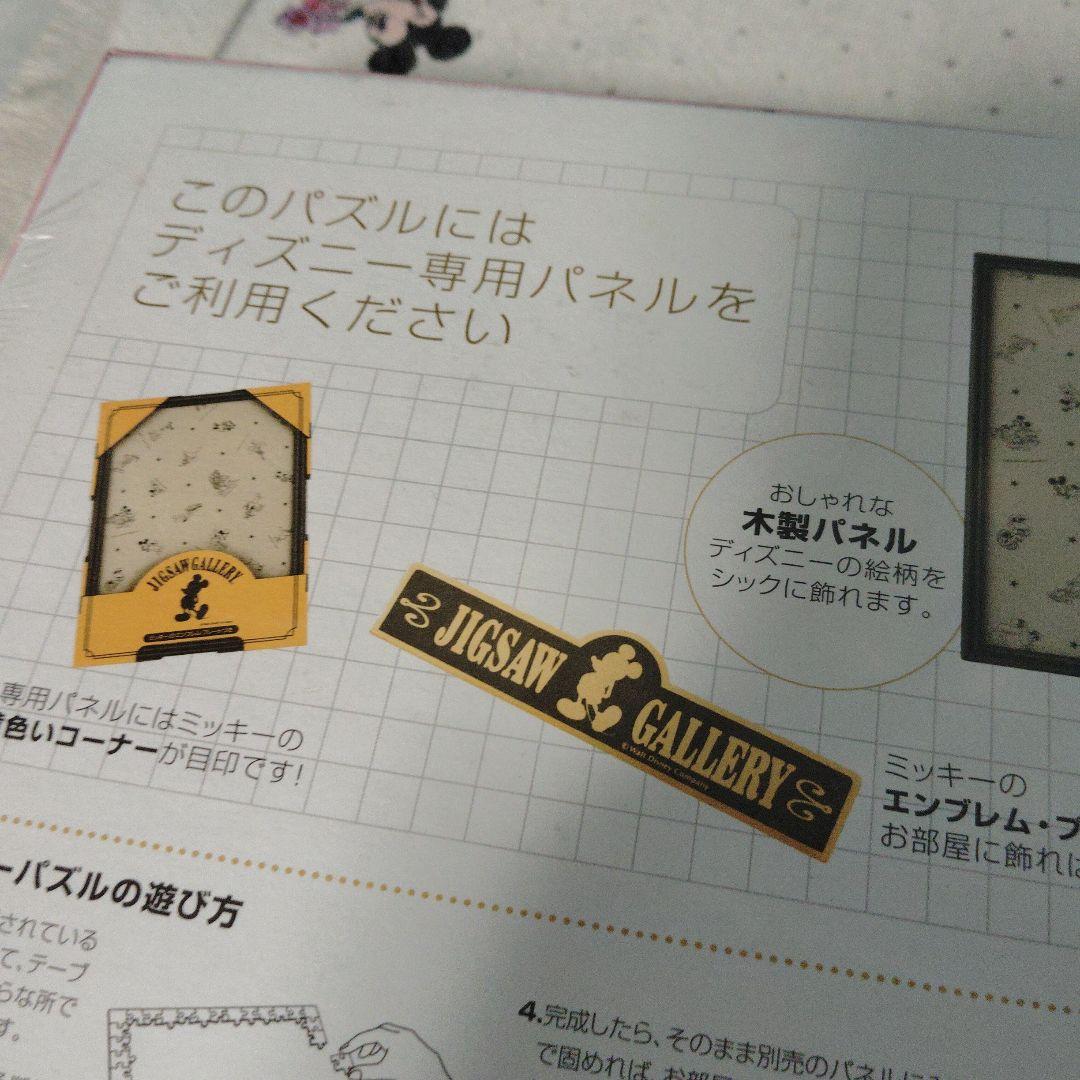 このパズルには
ディズニー専用パネルを
ご利用ください
おしゃれな
木製パネル
ディズニーの絵柄を
シックに飾れます。
JIGSAW GALLERY
JIGSAW GALLERY
©Walt Disney Company
専用パネルにはミッキーの
色いコーナーが目印です!
ミッキーの
エンブレム・プ
お部屋に飾れは
ーパズルの遊び方
されている
て、テープ
らな所で
す。
4.完成したら、そのまま別売のパネルに
で固めれば、お部屋